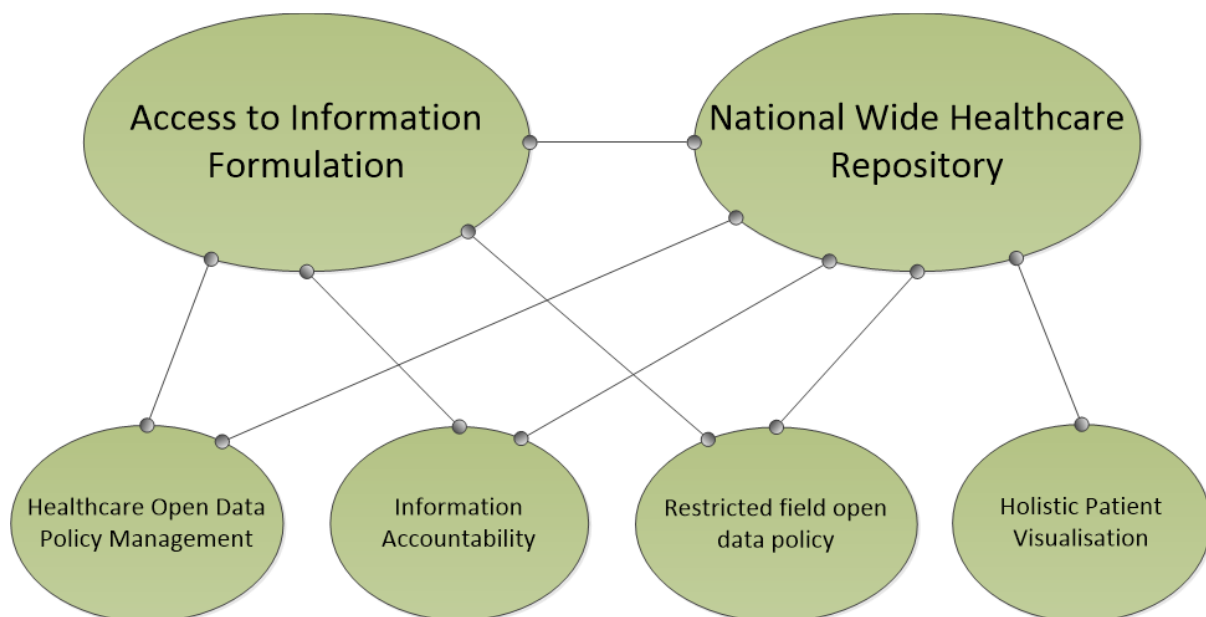 Access to Information
Formulation
National Wide Healthcare
Repository
Healthcare Open Data
Policy Management
Information
Accountability
Restricted field open
data policy
Holistic Patient
Visualisation